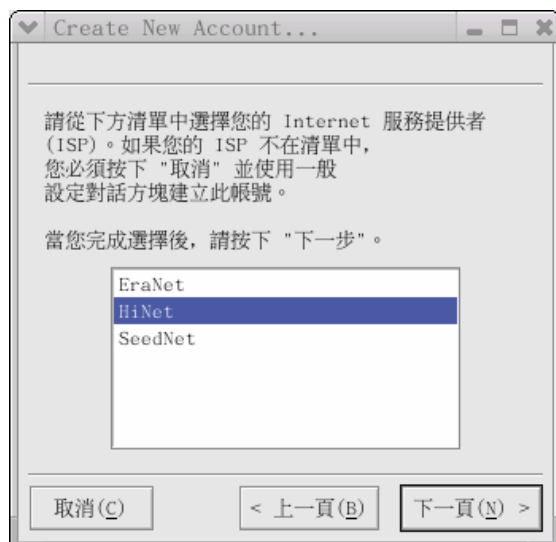 Create New Account...
請從下方清單中選擇您的 Internet 服務提供者
(ISP)。如果您的 ISP 不在清單中,
您必須按下 "取消" 並使用一般
設定對話方塊建立此帳號。
當您完成選擇後, 請按下 "下一步"。
EraNet
HiNet
SeedNet
取消(C)
< 上一頁(B)
下一頁(N) >